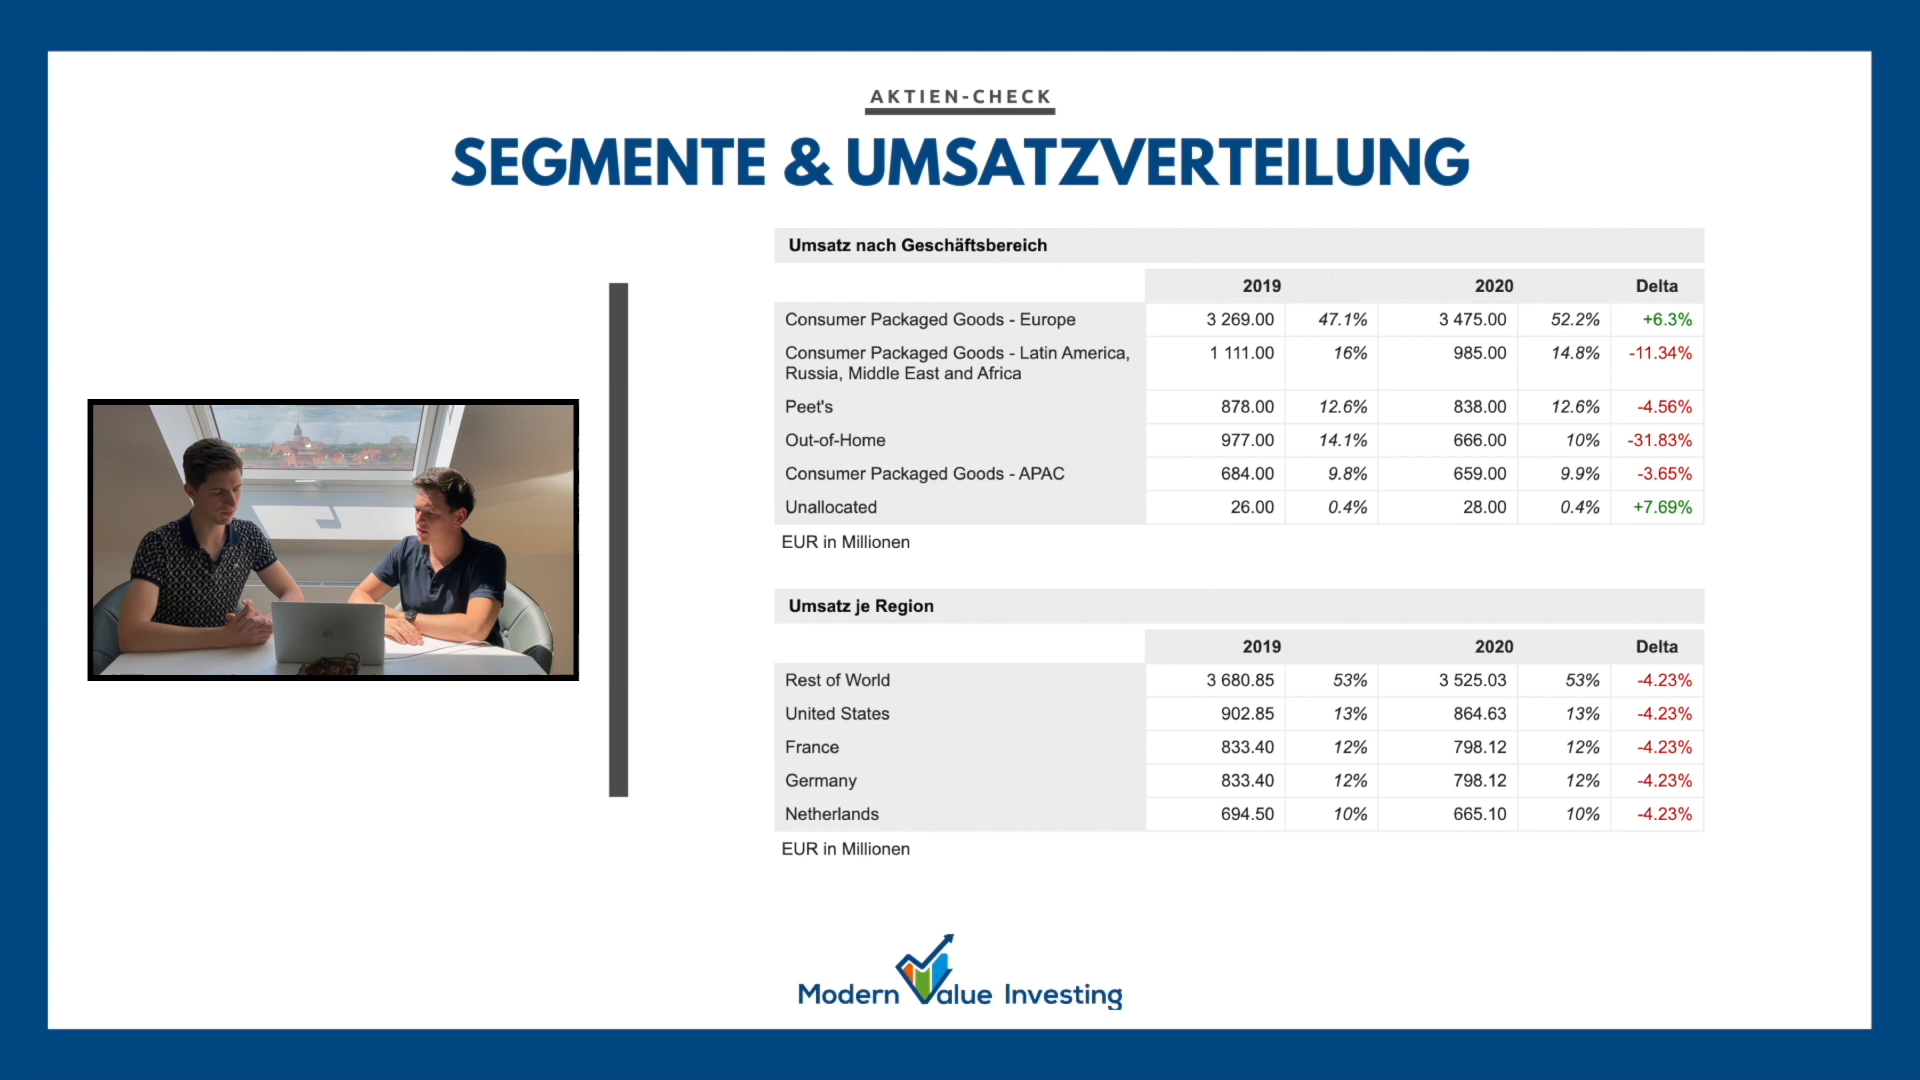 AKTIEN-CHECK
SEGMENTE & UMSATZVERTEILUNG
Umsatz nach Geschäftsbereich
2019 2020 Delta
Consumer Packaged Goods - Europe 3 269.00 47.1% 3 475.00 52.2% +6.3%
Consumer Packaged Goods - Latin America, 1 111.00 16% 985.00 14.8% -11.34%
Russia, Middle East and Africa
Peet's 878.00 12.6% 838.00 12.6% -4.56%
Out-of-Home 977.00 14.1% 666.00 10% -31.83%
Consumer Packaged Goods - APAC 684.00 9.8% 659.00 9.9% -3.65%
Unallocated 26.00 0.4% 28.00 0.4% +7.69%
EUR in Millionen
Umsatz je Region
2019 2020 Delta
Rest of World 3 680.85 53% 3 525.03 53% -4.23%
United States 902.85 13% 864.63 13% -4.23%
France 833.40 12% 798.12 12% -4.23%
Germany 833.40 12% 798.12 12% -4.23%
Netherlands 694.50 10% 665.10 10% -4.23%
EUR in Millionen
Modern Value Investing